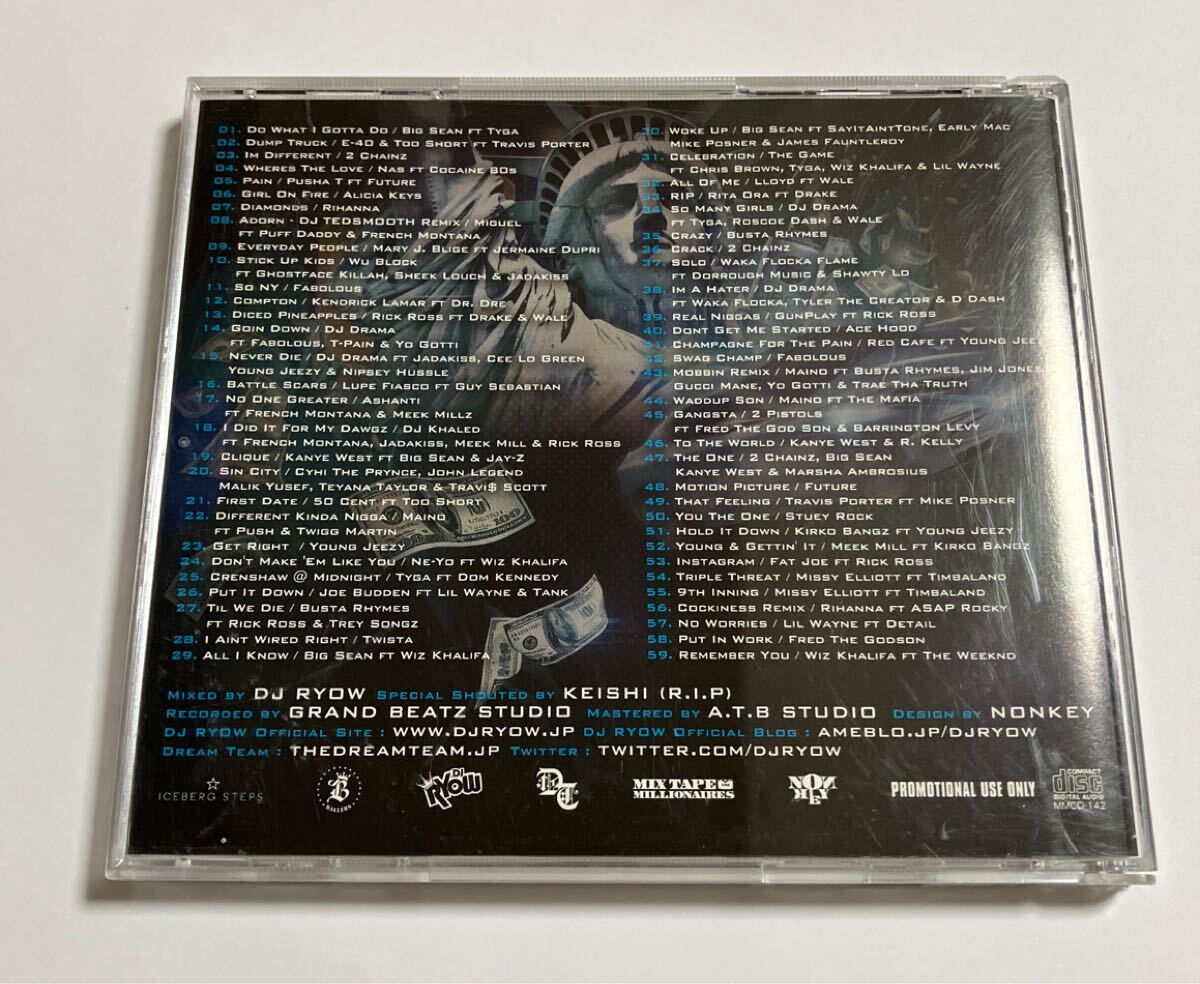 01. Do What I Gotta Do / Big Sean ft Tyga
02. Dump Truck / E-40 & Too Short ft Travis Porter
03. Im Different / 2 Chainz
04. Wheres The Love / Nas ft Cocaine 80s
05. Pain / Pusha T ft Future
06. Girl On Fire / Alicia Keys
07. Diamonds / Rihanna
08. Adorn - DJ TEDSMOOTH Remix / Miguel
ft Puff Daddy & French Montana
09. Everyday People / Mary J. Blige ft Jermaine Dupri
10. Stick Up Kids / Wu Block
ft Ghostface Killah, Sheek Louch & Jadakiss
11. So NY / Fabolous
12. Compton / Kendrick Lamar ft Dr. Dre
13. Diced Pineapples / Rick Ross ft Drake & Wale
14. Goin Down / DJ Drama
ft Fabolous, T-Pain & Yo Gotti
15. Never Die / DJ Drama ft Jadakiss, Cee Lo Green
Young Jeezy & Nipsey Hussle
16. Battle Scars / Lupe Fiasco ft Guy Sebastian
17. No One Greater / Ashanti
ft French Montana & Meek Millz
18. I Did It For My Dawgz / DJ Khaled
ft French Montana, Jadakiss, Meek Mill & Rick Ross
19. Clique / Kanye West ft Big Sean & Jay-Z
20. Sin City / Cyhi The Prynce, John Legend
Malik Yusef, Teyana Taylor & Travi$ Scott
21. First Date / 50 Cent ft Too Short
22. Different Kinda Nigga / Maino
ft Push & Twigg Martin
23. Get Right / Young Jeezy
24. Don't Make 'Em Like You / Ne-Yo ft Wiz Khalifa
25. Crenshaw @ Midnight / Tyga ft Dom Kennedy
26. Put It Down / Joe Budden ft Lil Wayne & Tank
27. Til We Die / Busta Rhymes
ft Rick Ross & Trey Songz
28. I Aint Wired Right / Twista
29. All I Know / Big Sean ft Wiz Khalifa
30. Woke Up / Big Sean ft SayItAintTone, Early Mac
Mike Posner & James Fauntleroy
31. Celebration / The Game
ft Chris Brown, Tyga, Wiz Khalifa & Lil Wayne
32. All Of Me / Lloyd ft Wale
33. RIP / Rita Ora ft Drake
34. So Many Girls / DJ Drama
ft Tyga, Roscoe Dash & Wale
35. Crazy / Busta Rhymes
36. Crack / 2 Chainz
37. Solo / Waka Flocka Flame
ft Dorrough Music & Shawty Lo
38. Im A Hater / DJ Drama
ft Waka Flocka, Tyler The Creator & D Dash
39. Real Niggas / GunPlay ft Rick Ross
40. Dont Get Me Started / Ace Hood
41. Champagne For The Pain / Red Cafe ft Young Jeezy
42. Swag Champ / Fabolous
43. Mobbin Remix / Maino ft Busta Rhymes, Jim Jones
Gucci Mane, Yo Gotti & Trae Tha Truth
44. Waddup Son / Maino ft The Mafia
45. Gangsta / 2 Pistols
ft Fred The God Son & Barrington Levy
46. To The World / Kanye West & R. Kelly
47. The One / 2 Chainz, Big Sean
Kanye West & Marsha Ambrosius
48. Motion Picture / Future
49. That Feeling / Travis Porter ft Mike Posner
50. You The One / Stuey Rock
51. Hold It Down / Kirko Bangz ft Young Jeezy
52. Young & Gettin' It / Meek Mill ft Kirko Bangz
53. Instagram / Fat Joe ft Rick Ross
54. Triple Threat / Missy Elliott ft Timbaland
55. 9th Inning / Missy Elliott ft Timbaland
56. Cockiness Remix / Rihanna ft ASAP Rocky
57. No Worries / Lil Wayne ft Detail
58. Put In Work / Fred The Godson
59. Remember You / Wiz Khalifa ft The Weeknd
Mixed by DJ RYOW Special Shouted by KEISHI (R.I.P)
Recorded by GRAND BEATZ STUDIO Mastered by A.T.B STUDIO Design by NONKEY
DJ RYOW Official Site : WWW.DJRYOW.JP DJ RYOW Official Blog : AMEBLO.JP/DJRYOW
Dream Team : THEDREAMTEAM.JP Twitter : TWITTER.COM/DJRYOW
ICEBERG STEPS
B BALLERS
DJ RYOW
DT
MIX TAPE MILLIONAIRES
NONKEY
PROMOTIONAL USE ONLY
COMPACT disc DIGITAL AUDIO
MMCD-142